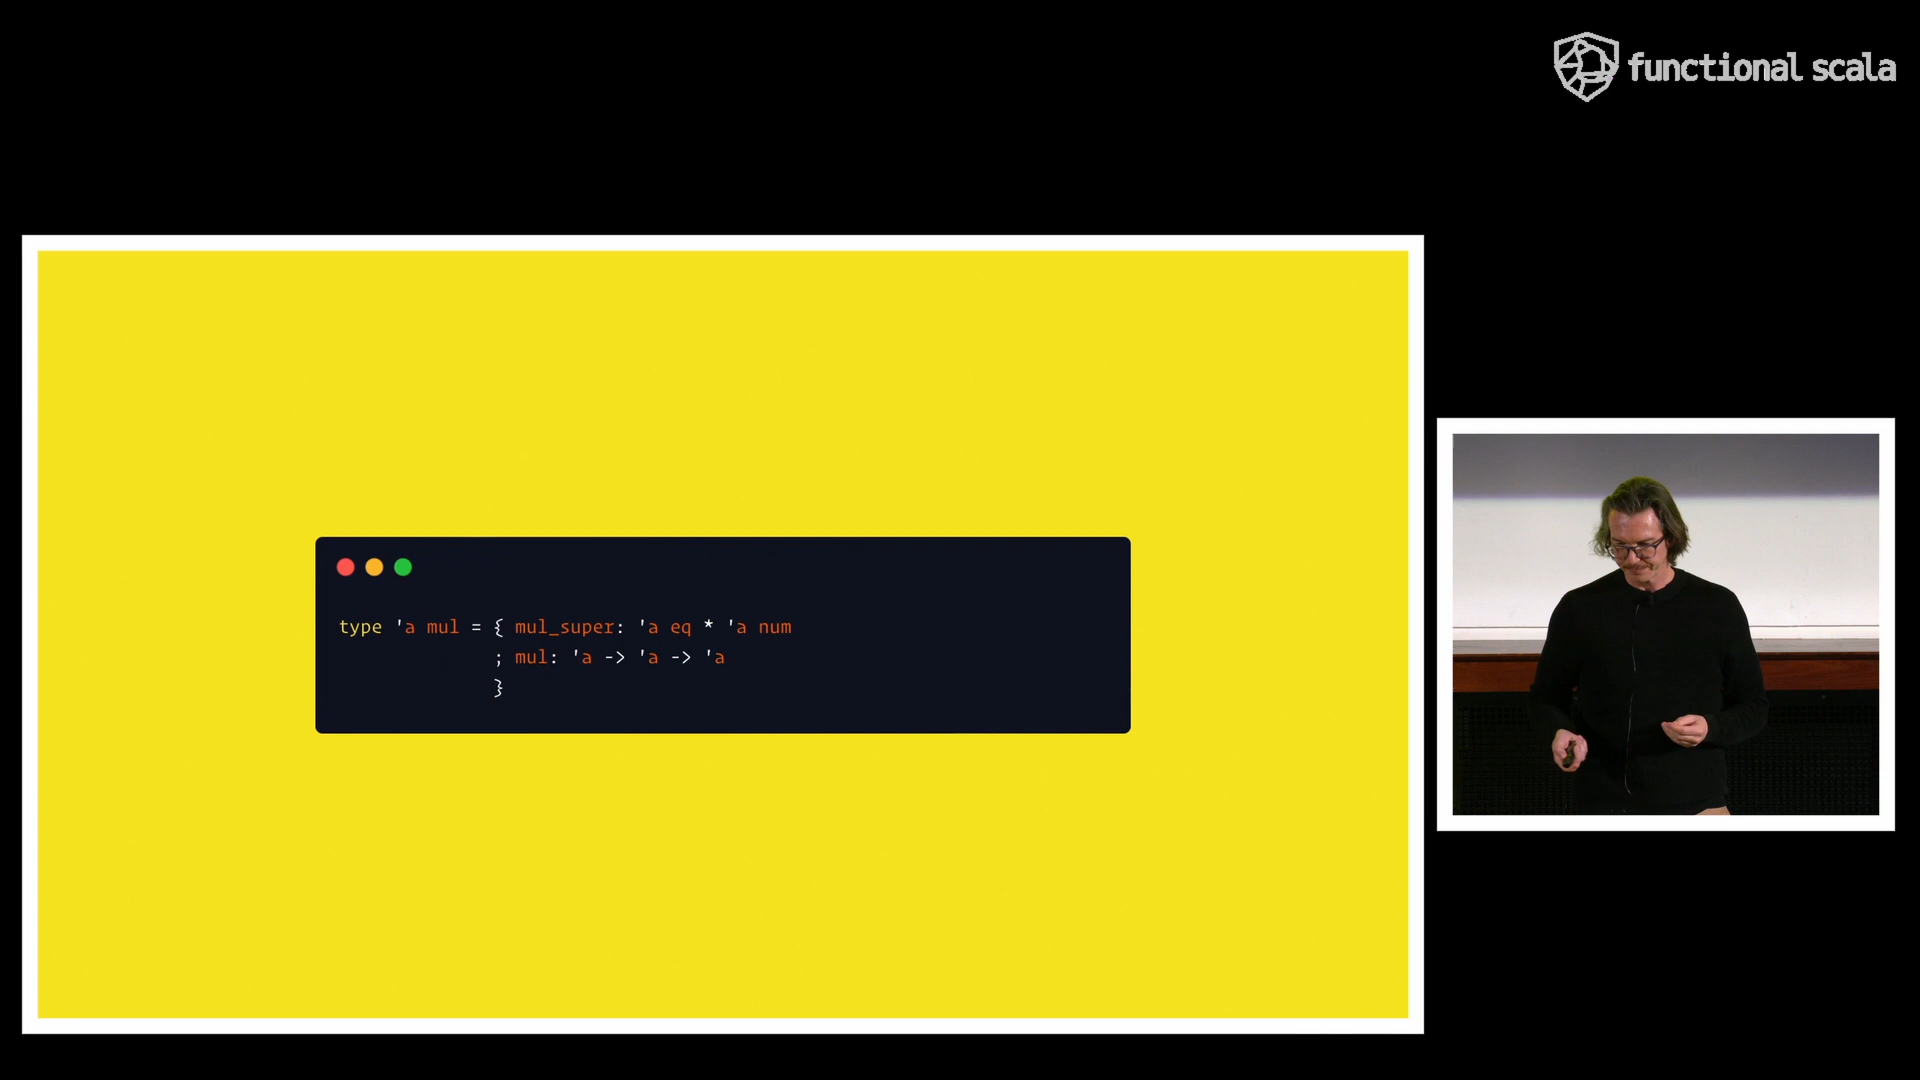 functional scala
type 'a mul = { mul_super: 'a eq * 'a num
; mul: 'a -> 'a -> 'a
}